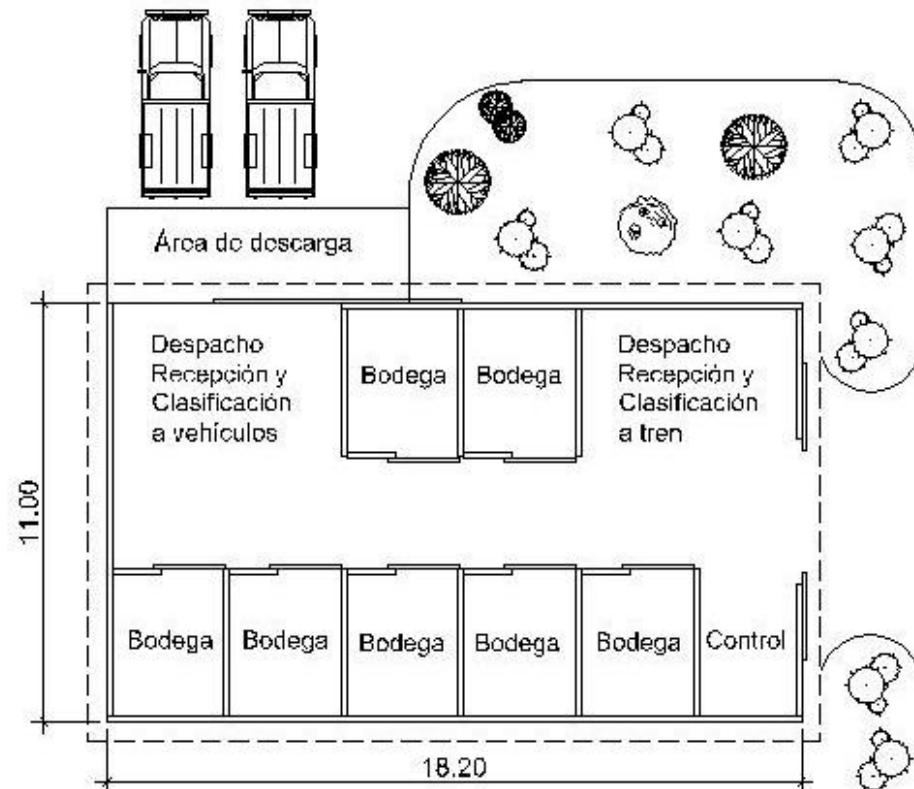 Área de descarga
Despacho
Recepción y
Clasificación
a vehículos
Bodega
Bodega
Despacho
Recepción y
Clasificación
a tren
11.00
Bodega
Bodega
Bodega
Bodega
Bodega
Control
18.20